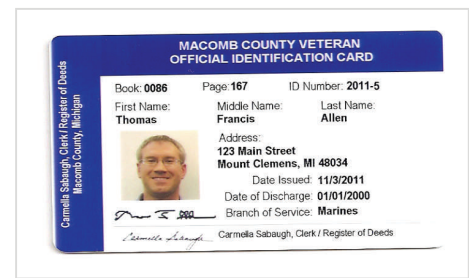 MACOMB COUNTY VETERAN
OFFICIAL IDENTIFICATION CARD
Carmella Sabaugh, Clerk / Register of Deeds
Macomb County, Michigan
Book: 0086 Page: 167 ID Number: 2011-5
First Name: Middle Name: Last Name:
Thomas Francis Allen
Address:
123 Main Street
Mount Clemens, MI 48034
Date Issued: 11/3/2011
Date of Discharge: 01/01/2000
Branch of Service: Marines
Carmella Sabaugh
Carmella Sabaugh, Clerk / Register of Deeds